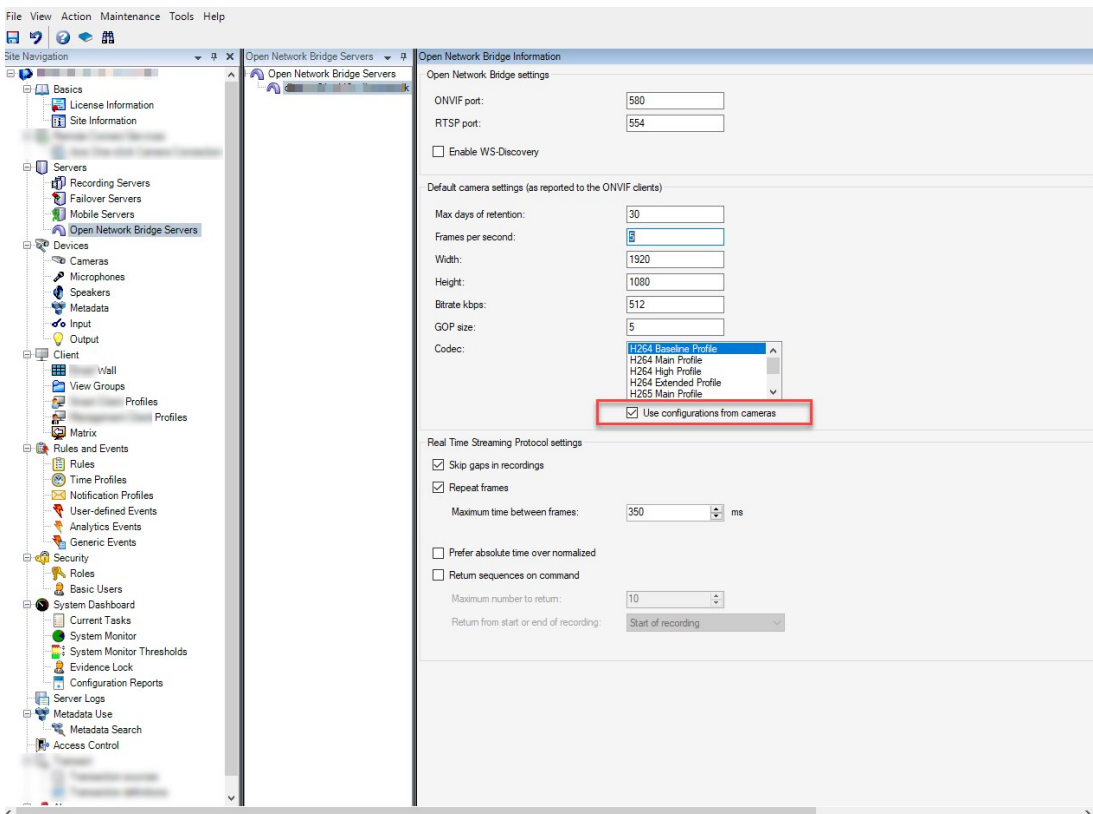 File View Action Maintenance Tools Help
Site Navigation
Basics
License Information
Site Information
Servers
Recording Servers
Failover Servers
Mobile Servers
Open Network Bridge Servers
Devices
Cameras
Microphones
Speakers
Metadata
Input
Output
Client
Wall
View Groups
Profiles
Profiles
Matrix
Rules and Events
Rules
Time Profiles
Notification Profiles
User-defined Events
Analytics Events
Generic Events
Security
Roles
Basic Users
System Dashboard
Current Tasks
System Monitor
System Monitor Thresholds
Evidence Lock
Configuration Reports
Server Logs
Metadata Use
Metadata Search
Access Control
Open Network Bridge Servers
Open Network Bridge Servers
Open Network Bridge Information
Open Network Bridge settings
ONVIF port: 580
RTSP port: 554
Enable WS-Discovery
Default camera settings (as reported to the ONVIF clients)
Max days of retention: 30
Frames per second: 5
Width: 1920
Height: 1080
Bitrate kbps: 512
GOP size: 5
Codec: H264 Baseline Profile
H264 Main Profile
H264 High Profile
H264 Extended Profile
H265 Main Profile
Use configurations from cameras
Real Time Streaming Protocol settings
Skip gaps in recordings
Repeat frames
Maximum time between frames: 350 ms
Prefer absolute time over normalized
Return sequences on command
Maximum number to return: 10
Return from start or end of recording: Start of recording